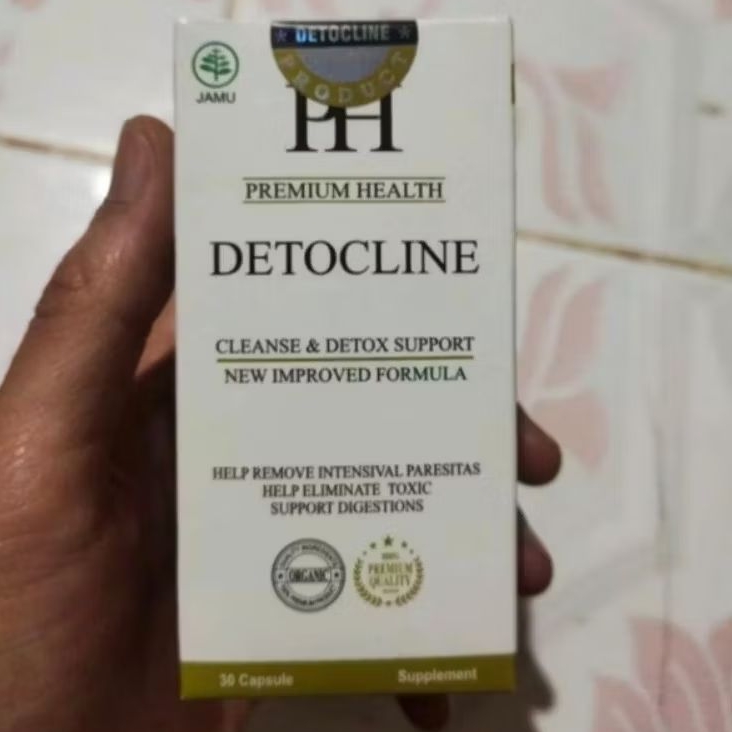 DETOCLINE
PRODUCT
JAMU
PH
PREMIUM HEALTH
DETOCLINE
CLEANSE & DETOX SUPPORT
NEW IMPROVED FORMULA
HELP REMOVE INTENSIVAL PARESITAS
HELP ELIMINATE TOXIC
SUPPORT DIGESTIONS
ORGANIC
100%
PREMIUM
QUALITY
30 Capsule
Supplement